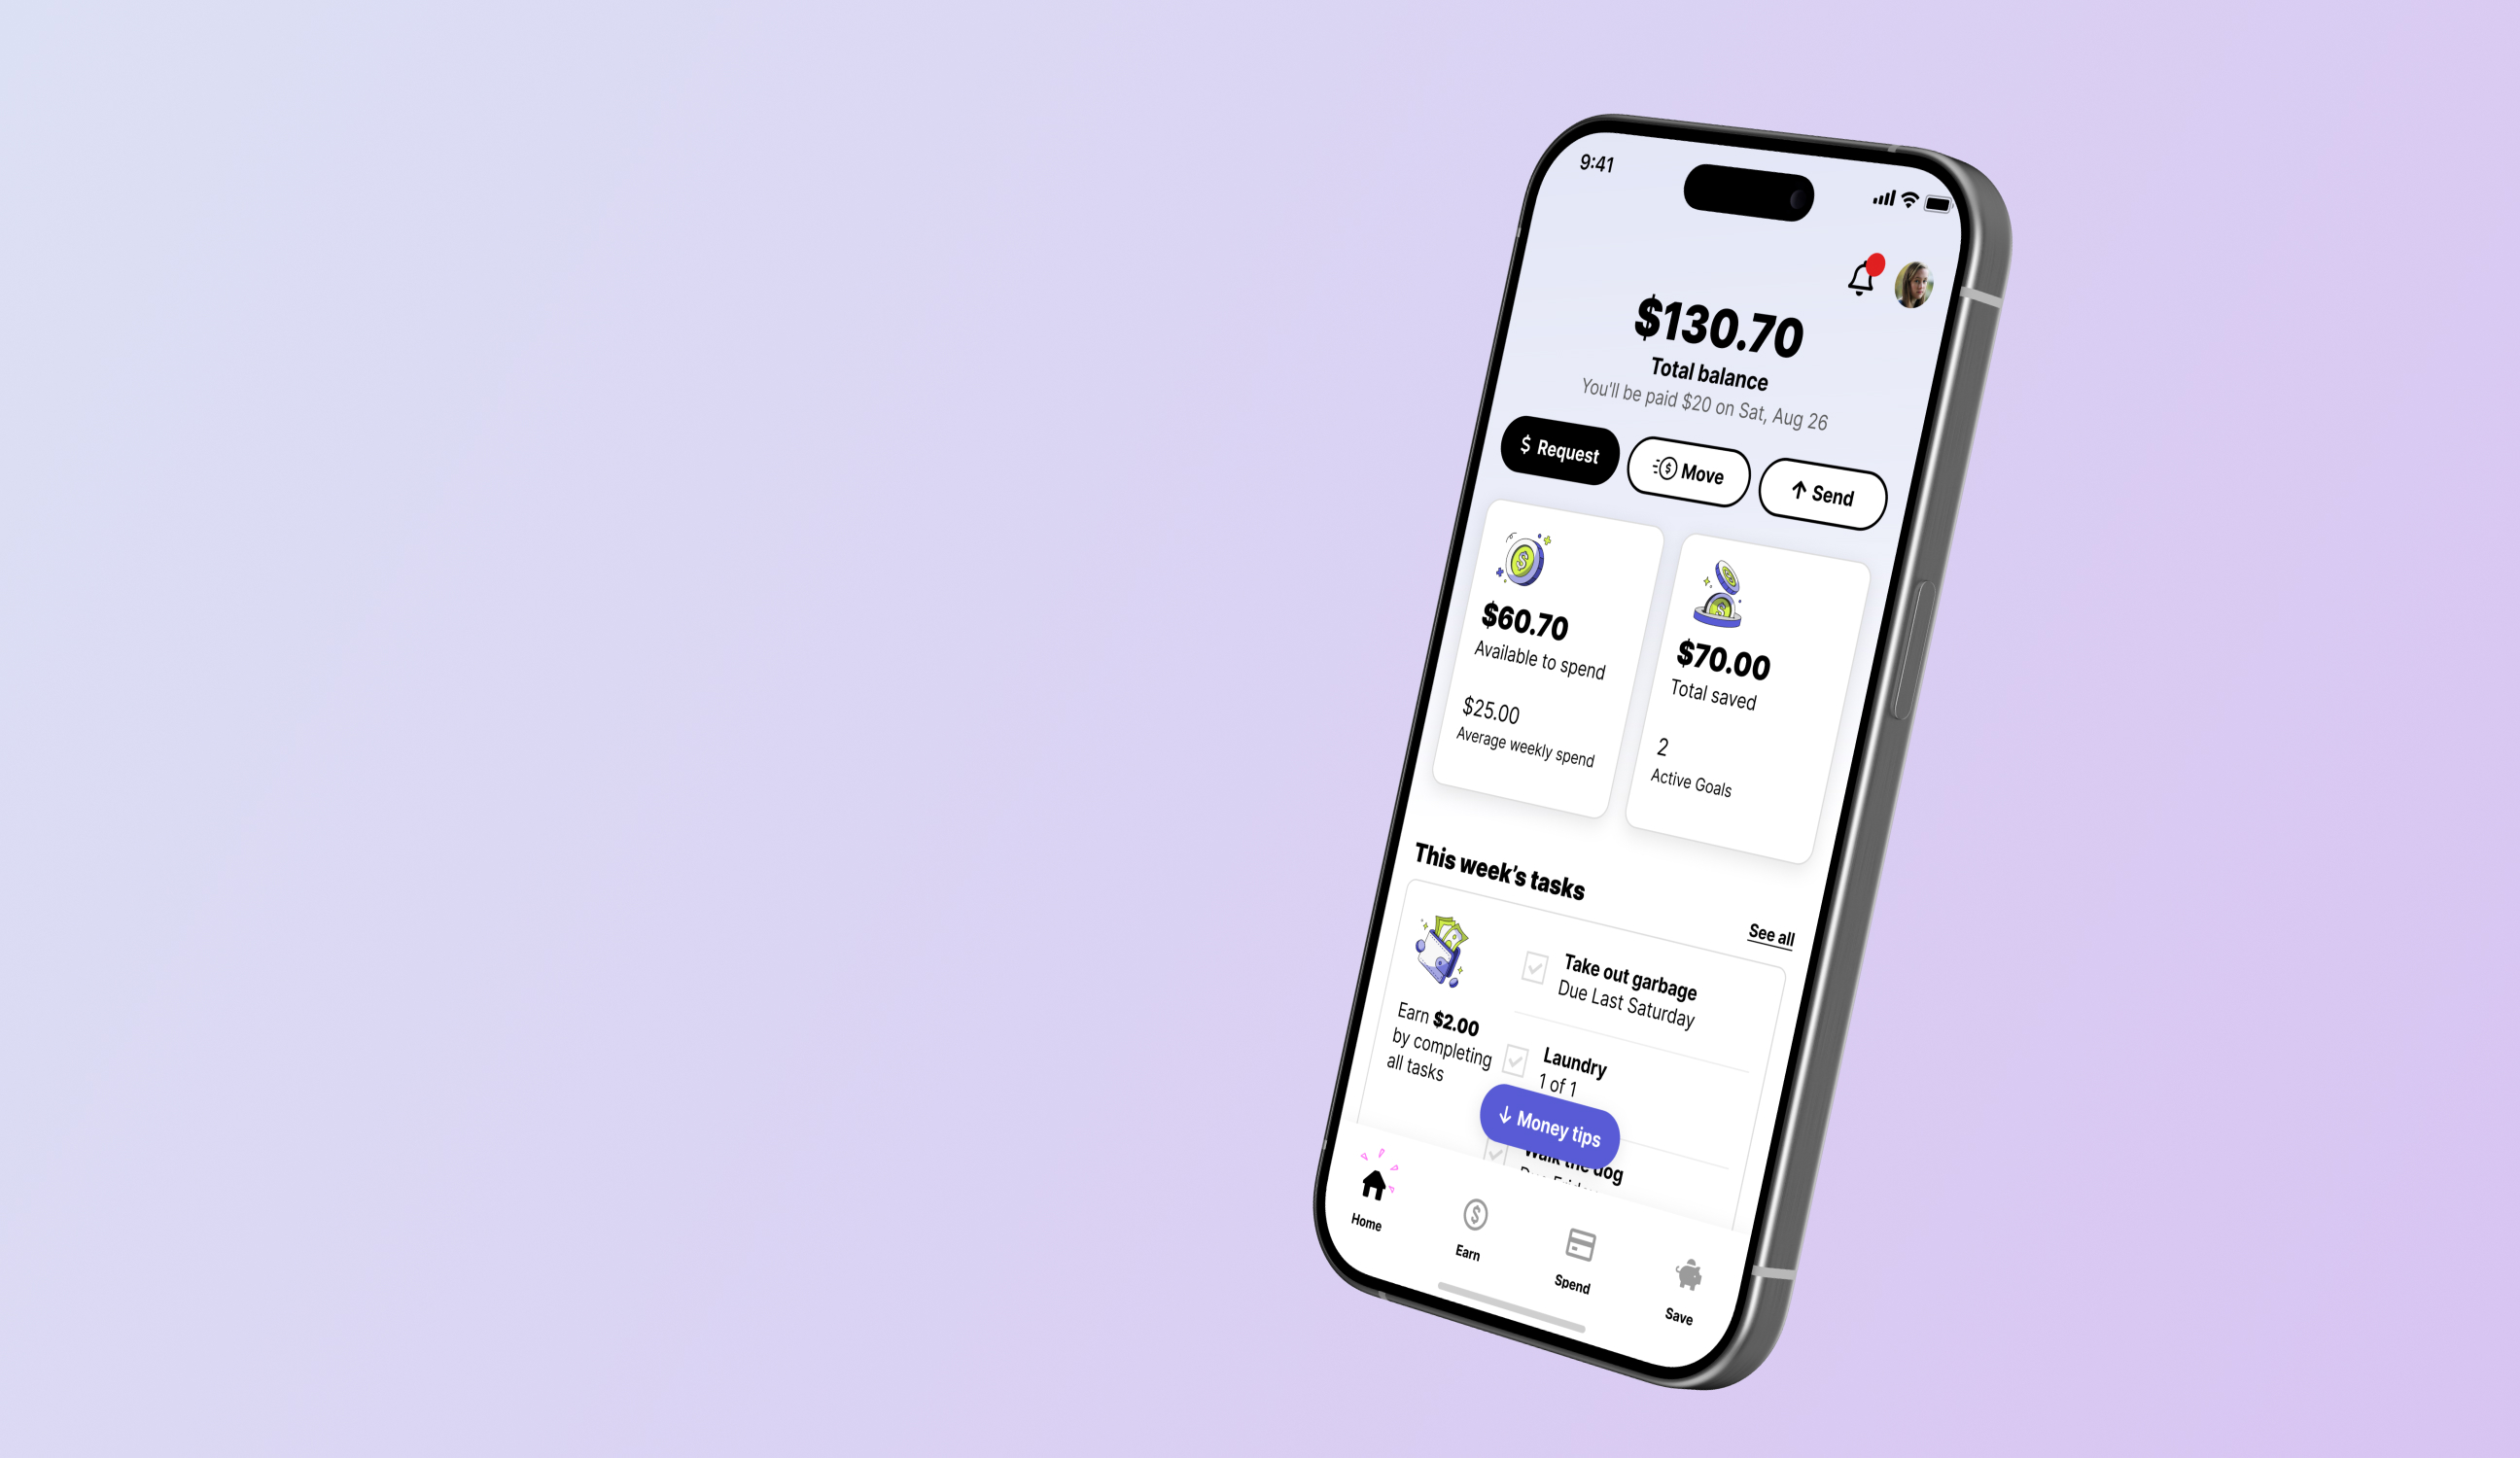 9:41
$130.70
Total balance
You'll be paid $20 on Sat, Aug 26
$ Request
Move
Send
$60.70
Available to spend
$25.00
Average weekly spend
$70.00
Total saved
2
Active Goals
This week's tasks
See all
Earn $2.00
by completing
all tasks
Take out garbage
Due Last Saturday
Laundry
1 of 1
Money tips
Walk the dog
Home
Earn
Spend
Save